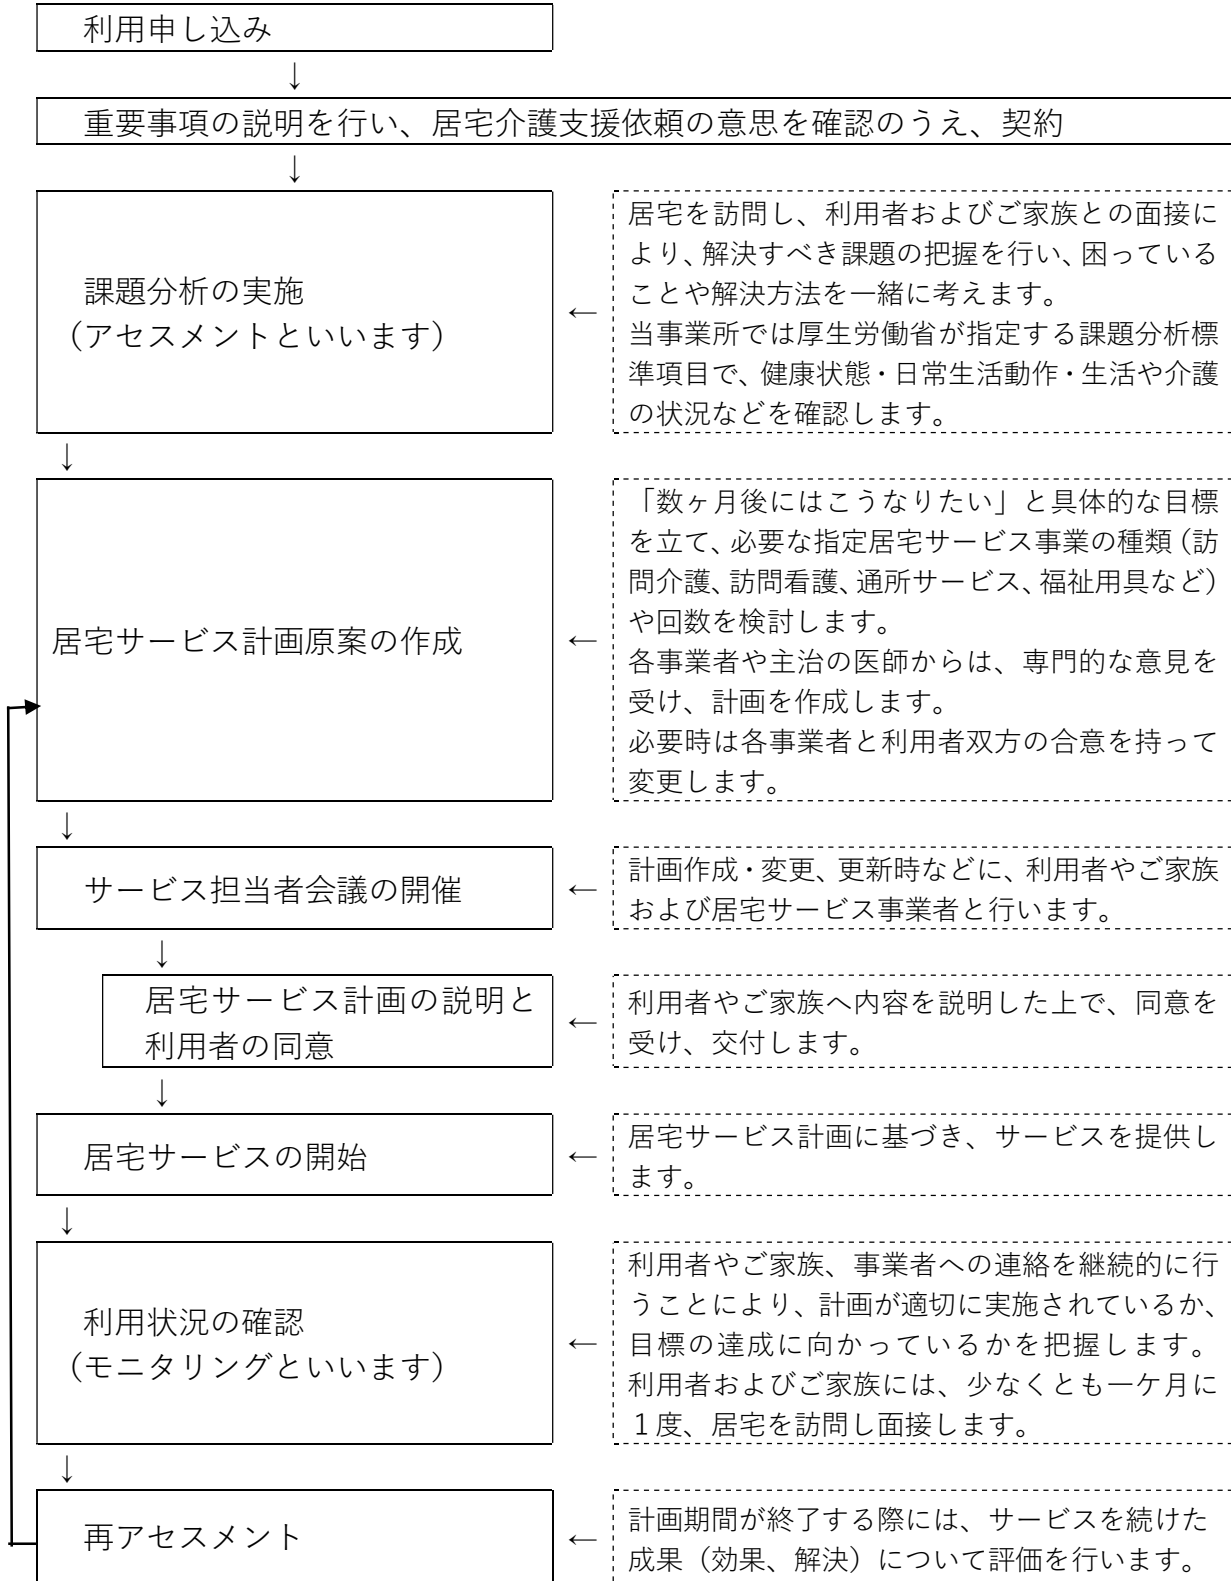 利用申し込み
↓
重要事項の説明を行い、居宅介護支援依頼の意思を確認のうえ、契約
↓
課題分析の実施
（アセスメントといいます）
←
居宅を訪問し、利用者およびご家族との面接に
より、解決すべき課題の把握を行い、困っている
ことや解決方法を一緒に考えます。
当事業所では厚生労働省が指定する課題分析標
準項目で、健康状態・日常生活動作・生活や介護
の状況などを確認します。
↓
居宅サービス計画原案の作成
←
「数ヶ月後にはこうなりたい」と具体的な目標
を立て、必要な指定居宅サービス事業の種類（訪
問介護、訪問看護、通所サービス、福祉用具など）
や回数を検討します。
各事業者や主治の医師からは、専門的な意見を
受け、計画を作成します。
必要時は各事業者と利用者双方の合意を持って
変更します。
↓
サービス担当者会議の開催
←
計画作成・変更、更新時などに、利用者やご家族
および居宅サービス事業者と行います。
↓
居宅サービス計画の説明と
利用者の同意
←
利用者やご家族へ内容を説明した上で、同意を
受け、交付します。
↓
居宅サービスの開始
←
居宅サービス計画に基づき、サービスを提供し
ます。
↓
利用状況の確認
（モニタリングといいます）
←
利用者やご家族、事業者への連絡を継続的に行
うことにより、計画が適切に実施されているか、
目標の達成に向かっているかを把握します。
利用者およびご家族には、少なくとも一ケ月に
１度、居宅を訪問し面接します。
↓
再アセスメント
←
計画期間が終了する際には、サービスを続けた
成果（効果、解決）について評価を行います。